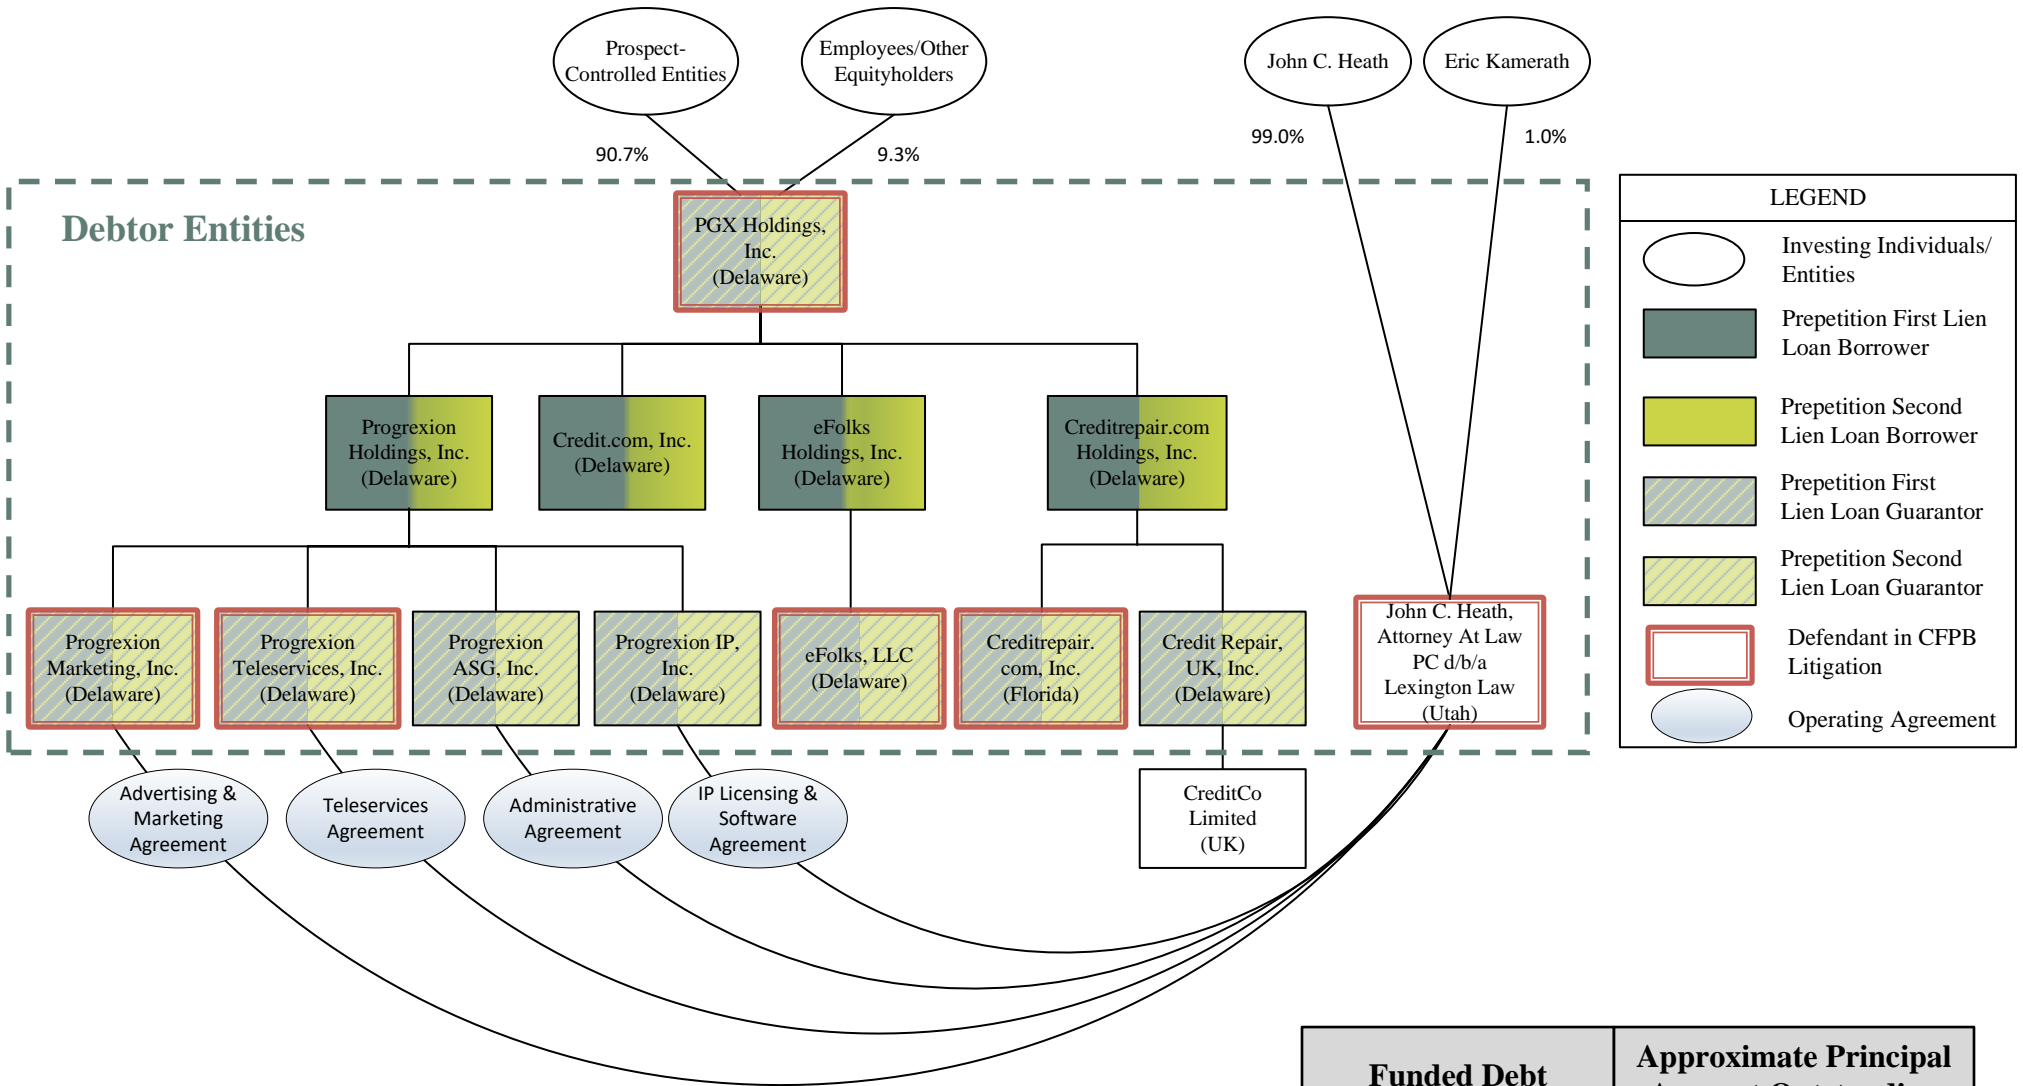 Prospect-
Controlled Entities
Employees/Other
Equityholders
John C. Heath
Eric Kamerath
90.7%
9.3%
99.0%
1.0%
Debtor Entities
PGX Holdings,
Inc.
(Delaware)
Progrexion
Holdings, Inc.
(Delaware)
Credit.com, Inc.
(Delaware)
eFolks
Holdings, Inc.
(Delaware)
Creditrepair.com
Holdings, Inc.
(Delaware)
Progrexion
Marketing, Inc.
(Delaware)
Progrexion
Teleservices, Inc.
(Delaware)
Progrexion
ASG, Inc.
(Delaware)
Progrexion IP,
Inc.
(Delaware)
eFolks, LLC
(Delaware)
Creditrepair.
com, Inc.
(Florida)
Credit Repair,
UK, Inc.
(Delaware)
John C. Heath,
Attorney At Law
PC d/b/a
Lexington Law
(Utah)
Advertising &
Marketing
Agreement
Teleservices
Agreement
Administrative
Agreement
IP Licensing &
Software
Agreement
CreditCo
Limited
(UK)
LEGEND
Investing Individuals/
Entities
Prepetition First Lien
Loan Borrower
Prepetition Second
Lien Loan Borrower
Prepetition First
Lien Loan Guarantor
Prepetition Second
Lien Loan Guarantor
Defendant in CFPB
Litigation
Operating Agreement
Funded Debt
Approximate Principal